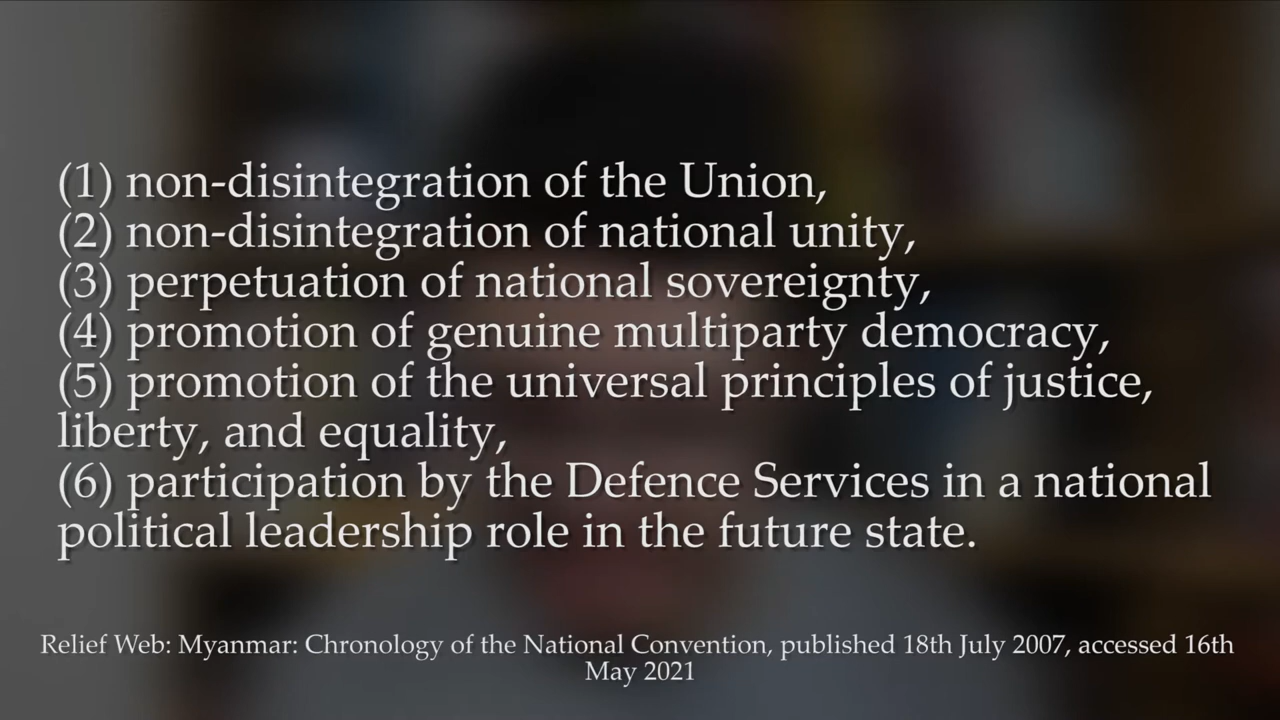 (1) non-disintegration of the Union,
(2) non-disintegration of national unity,
(3) perpetuation of national sovereignty,
(4) promotion of genuine multiparty democracy,
(5) promotion of the universal principles of justice,
liberty, and equality,
(6) participation by the Defence Services in a national
political leadership role in the future state.
Relief Web: Myanmar: Chronology of the National Convention, published 18th July 2007, accessed 16th
May 2021